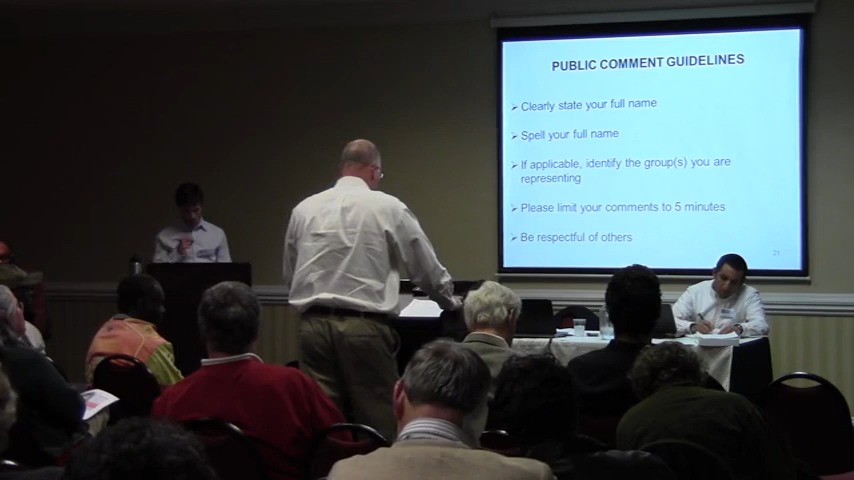 PUBLIC COMMENT GUIDELINES
➢ Clearly state your full name
➢ Spell your full name
➢ If applicable, identify the group(s) you are
representing
➢ Please limit your comments to 5 minutes
➢ Be respectful of others
21